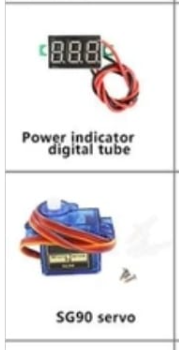 Power indicator
digital tube
SG90 servo